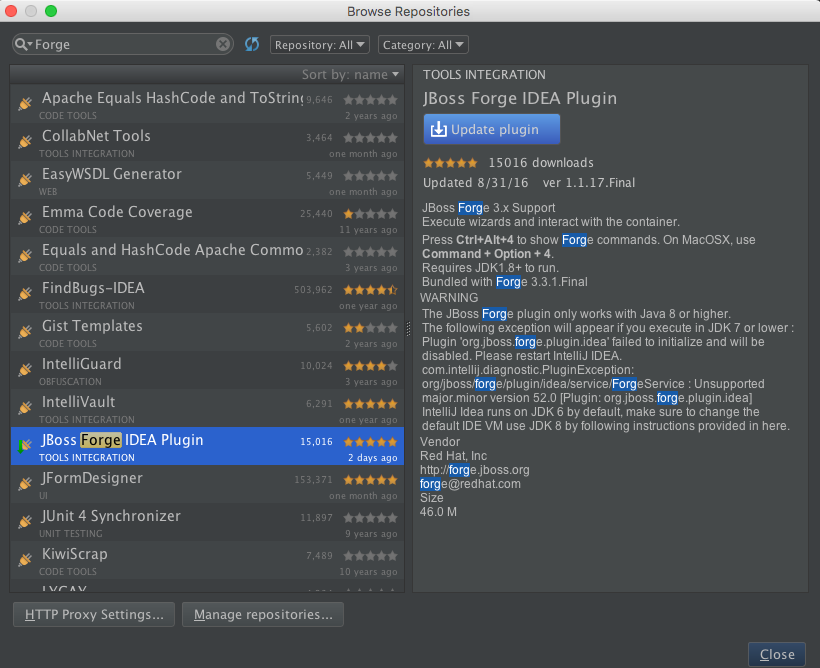 Browse Repositories
Forge
Repository: All
Category: All
Sort by: name
Apache Equals HashCode and ToString 9,646
CODE TOOLS 2 years ago
CollabNet Tools 3,464
TOOLS INTEGRATION one month ago
EasyWSDL Generator 5,449
WEB one month ago
Emma Code Coverage 25,440
CODE TOOLS 11 years ago
Equals and HashCode Apache Commo 2,382
CODE TOOLS 3 years ago
FindBugs-IDEA 503,962
TOOLS INTEGRATION one year ago
Gist Templates 5,602
CODE TOOLS 2 years ago
IntelliGuard 10,024
OBFUSCATION 3 years ago
IntelliVault 6,291
TOOLS INTEGRATION one year ago
JBoss Forge IDEA Plugin 15,016
TOOLS INTEGRATION 2 days ago
JFormDesigner 153,371
UI one month ago
JUnit 4 Synchronizer 11,897
UNIT TESTING 9 years ago
KiwiScrap 7,489
CODE TOOLS 10 years ago
TOOLS INTEGRATION
JBoss Forge IDEA Plugin
Update plugin
15016 downloads
Updated 8/31/16 ver 1.1.17.Final
JBoss Forge 3.x Support
Execute wizards and interact with the container.
Press Ctrl+Alt+4 to show Forge commands. On MacOSX, use
Command + Option + 4.
Requires JDK1.8+ to run.
Bundled with Forge 3.3.1.Final
WARNING
The JBoss Forge plugin only works with Java 8 or higher.
The following exception will appear if you execute in JDK 7 or lower :
Plugin 'org.jboss.forge.plugin.idea' failed to initialize and will be
disabled. Please restart IntelliJ IDEA.
com.intellij.diagnostic.PluginException:
org/jboss/forge/plugin/idea/service/ForgeService : Unsupported
major.minor version 52.0 [Plugin: org.jboss.forge.plugin.idea]
IntelliJ Idea runs on JDK 6 by default, make sure to change the
default IDE VM use JDK 8 by following instructions provided in here.
Vendor
Red Hat, Inc
http://forge.jboss.org
forge@redhat.com
Size
46.0 M
HTTP Proxy Settings...
Manage repositories...
Close